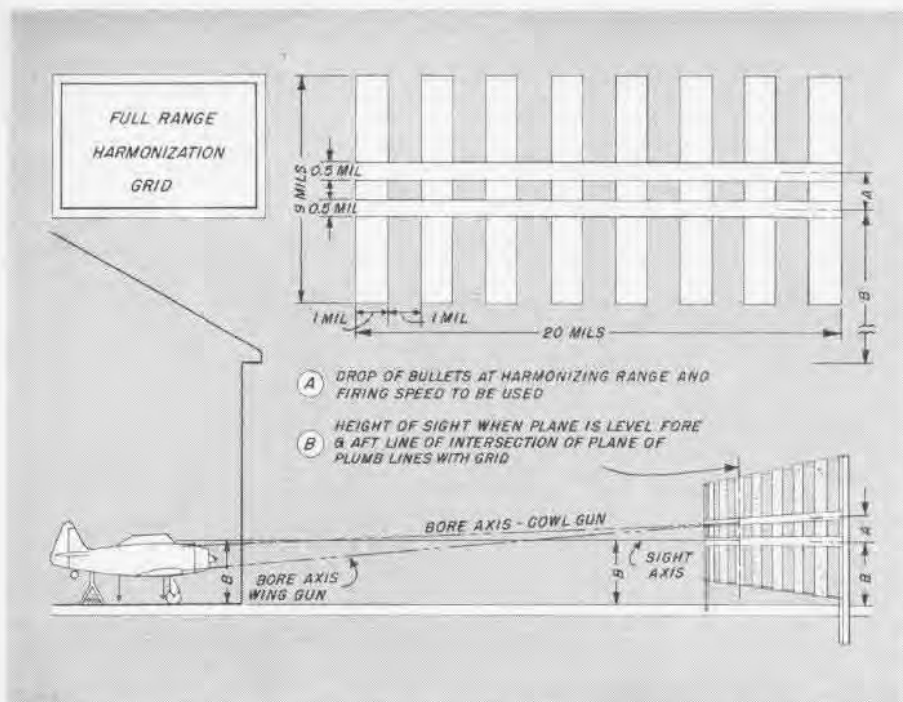 FULL RANGE
HARMONIZATION
GRID
9 MILS
0.5 MIL
0.5 MIL
A
B
1 MIL
1 MIL
20 MILS
A DROP OF BULLETS AT HARMONIZING RANGE AND
FIRING SPEED TO BE USED
B HEIGHT OF SIGHT WHEN PLANE IS LEVEL FORE
& AFT LINE OF INTERSECTION OF PLANE OF
PLUMB LINES WITH GRID
BORE AXIS - COWL GUN
BORE AXIS
WING GUN
SIGHT
AXIS
B
B
A
B